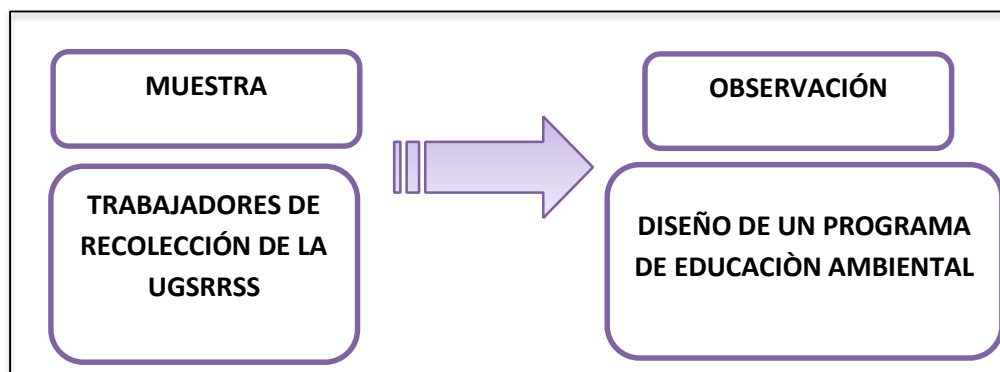 MUESTRA
TRABAJADORES DE
RECOLECCIÓN DE LA
UGSRRSS
OBSERVACIÓN
DISEÑO DE UN PROGRAMA
DE EDUCACIÒN AMBIENTAL